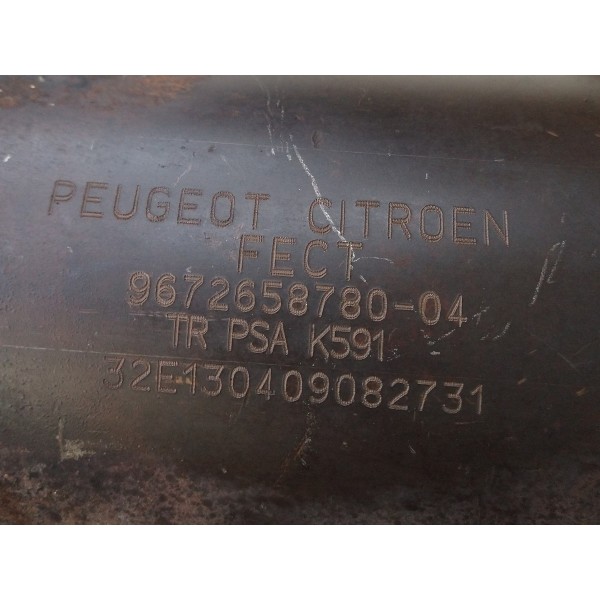 PEUGEOT CITROEN
FECT
9672658780-04
TR PSA K591
32E130409082731